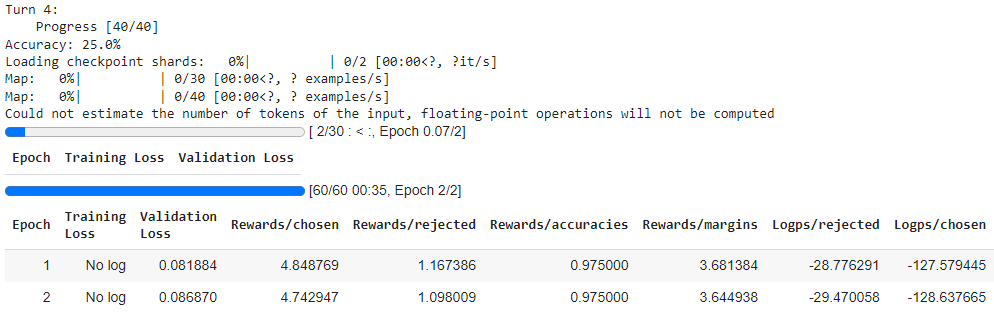 Turn 4:
Progress [40/40]
Accuracy: 25.0%
Loading checkpoint shards:   0%|          | 0/2 [00:00<?, ?it/s]
Map:   0%|          | 0/30 [00:00<?, ? examples/s]
Map:   0%|          | 0/40 [00:00<?, ? examples/s]
Could not estimate the number of tokens of the input, floating-point operations will not be computed
[ 2/30 : < :, Epoch 0.07/2]
Epoch Training Loss Validation Loss
[60/60 00:35, Epoch 2/2]
Epoch Training Loss Validation Loss Rewards/chosen Rewards/rejected Rewards/accuracies Rewards/margins Logps/rejected Logps/chosen
1 No log 0.081884 4.848769 1.167386 0.975000 3.681384 -28.776291 -127.579445
2 No log 0.086870 4.742947 1.098009 0.975000 3.644938 -29.470058 -128.637665